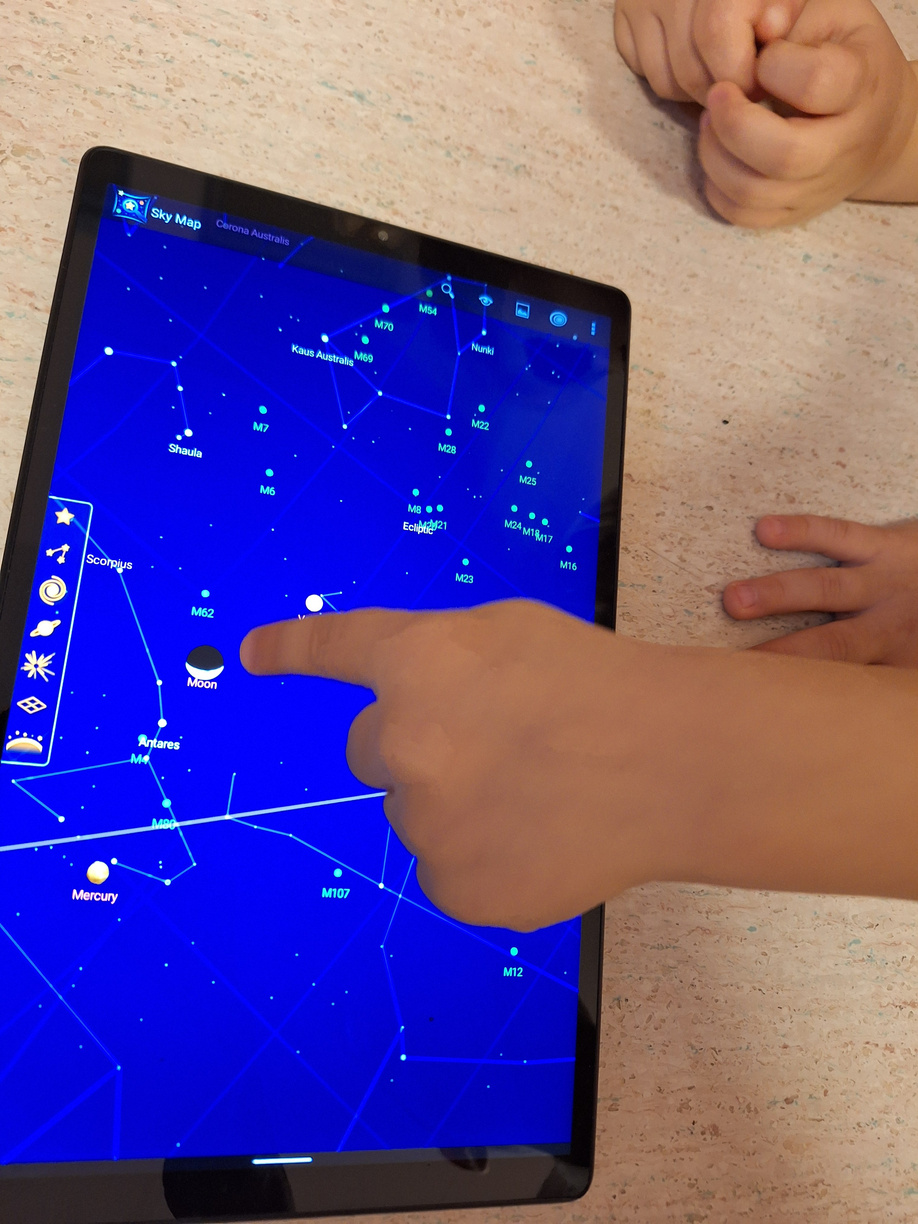 Sky Map
Corona Australis
M54
M70
Nunki
Kaus Australis
M69
M7
M22
M28
Shaula
M6
M25
M8
M21
Ecliptic
M24
M18
M17
M16
Scorpius
M23
M62
Moon
Antares
M4
M80
Mercury
M107
M12